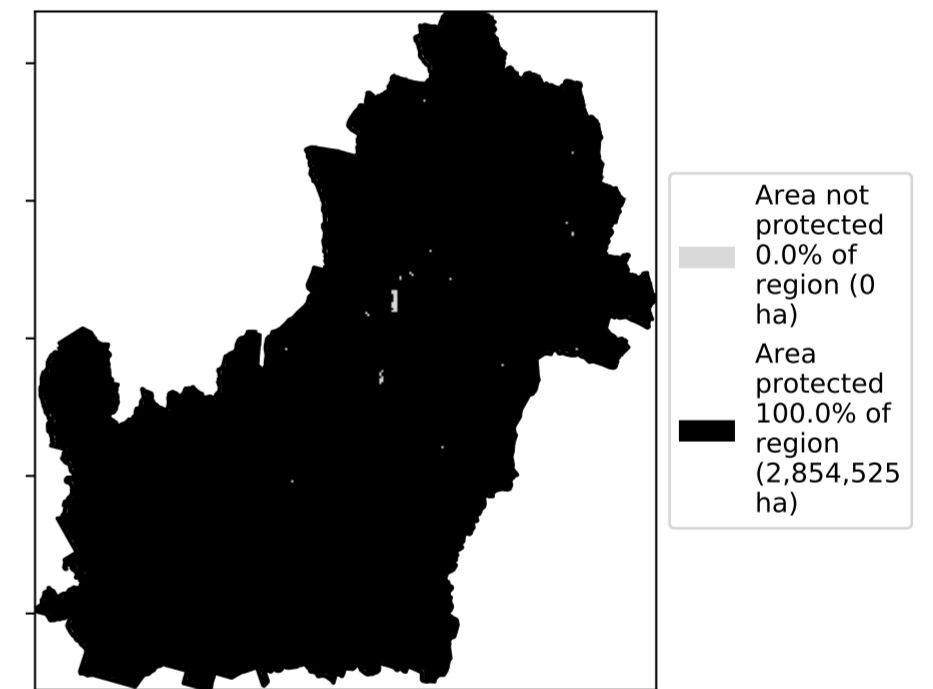 Area not
protected
0.0% of
region (0
ha)
Area
protected
100.0% of
region
(2,854,525
ha)